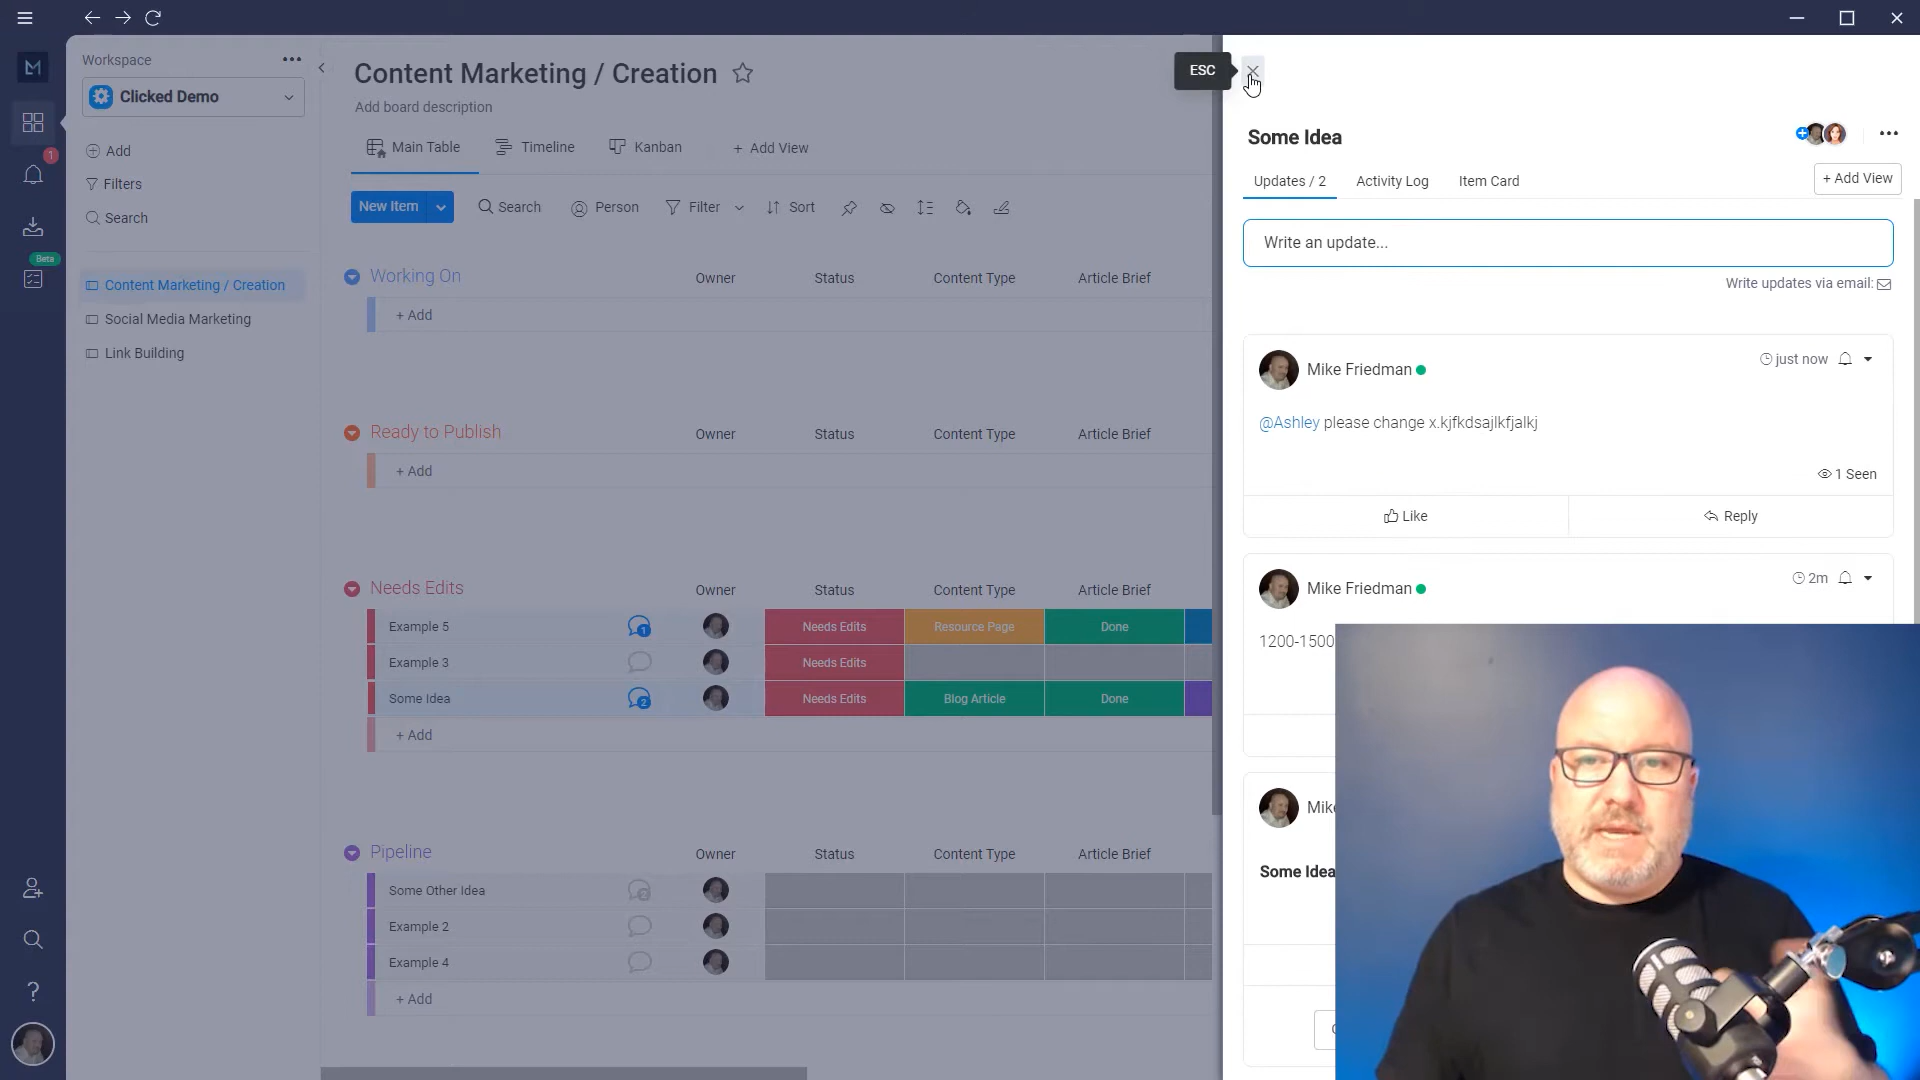 Workspace
Clicked Demo
Add
Filters
Search
1
Beta
Content Marketing / Creation
Social Media Marketing
Link Building
Content Marketing / Creation
Add board description
Main Table Timeline Kanban + Add View
New Item Search Person Filter Sort
Working On Owner Status Content Type Article Brief
+ Add
Ready to Publish Owner Status Content Type Article Brief
+ Add
Needs Edits Owner Status Content Type Article Brief
Example 5 1 Needs Edits Resource Page Done
Example 3 Needs Edits
Some Idea 2 Needs Edits Blog Article Done
+ Add
Pipeline Owner Status Content Type Article Brief
Some Other Idea
Example 2
Example 4
+ Add
ESC
Some Idea
Updates / 2 Activity Log Item Card + Add View
Write an update...
Write updates via email:
Mike Friedman just now
@Ashley please change x.kjfkdsajlkfjalkj
1 Seen
Like Reply
Mike Friedman 2m
1200-1500
Mike
Some Idea